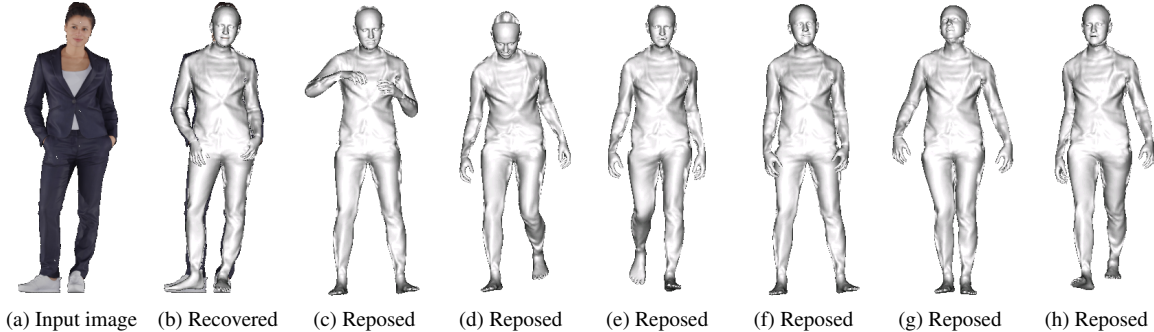 (a) Input image (b) Recovered (c) Reposed (d) Reposed (e) Reposed (f) Reposed (g) Reposed (h) Reposed